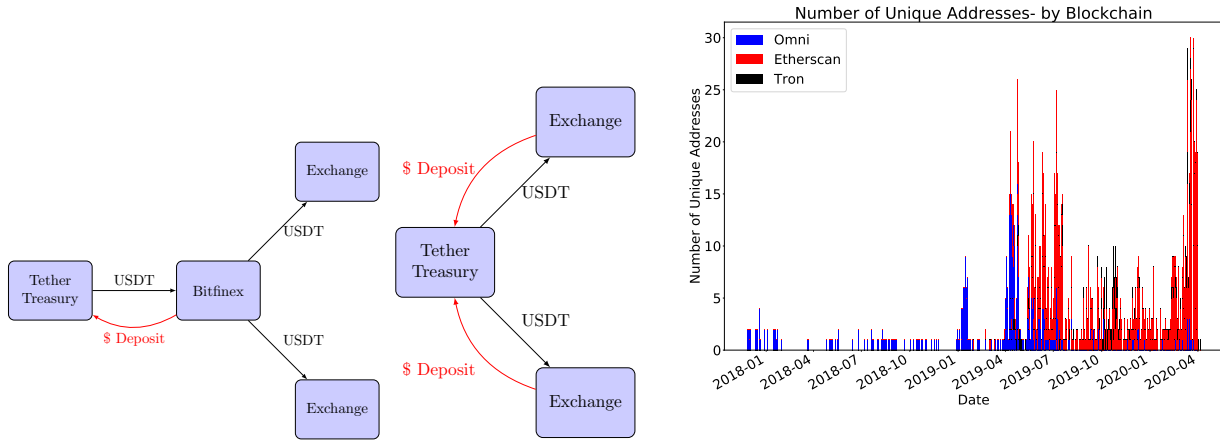 Tether
Treasury
USDT
$ Deposit
Bitfinex
USDT
USDT
Exchange
Exchange
Tether
Treasury
$ Deposit
USDT
USDT
$ Deposit
Exchange
Exchange
Number of Unique Addresses- by Blockchain
Omni
Etherscan
Tron
Number of Unique Addresses
30
25
20
15
10
5
0
2018-01
2018-04
2018-07
2018-10
2019-01
2019-04
2019-07
2019-10
2020-01
2020-04
Date